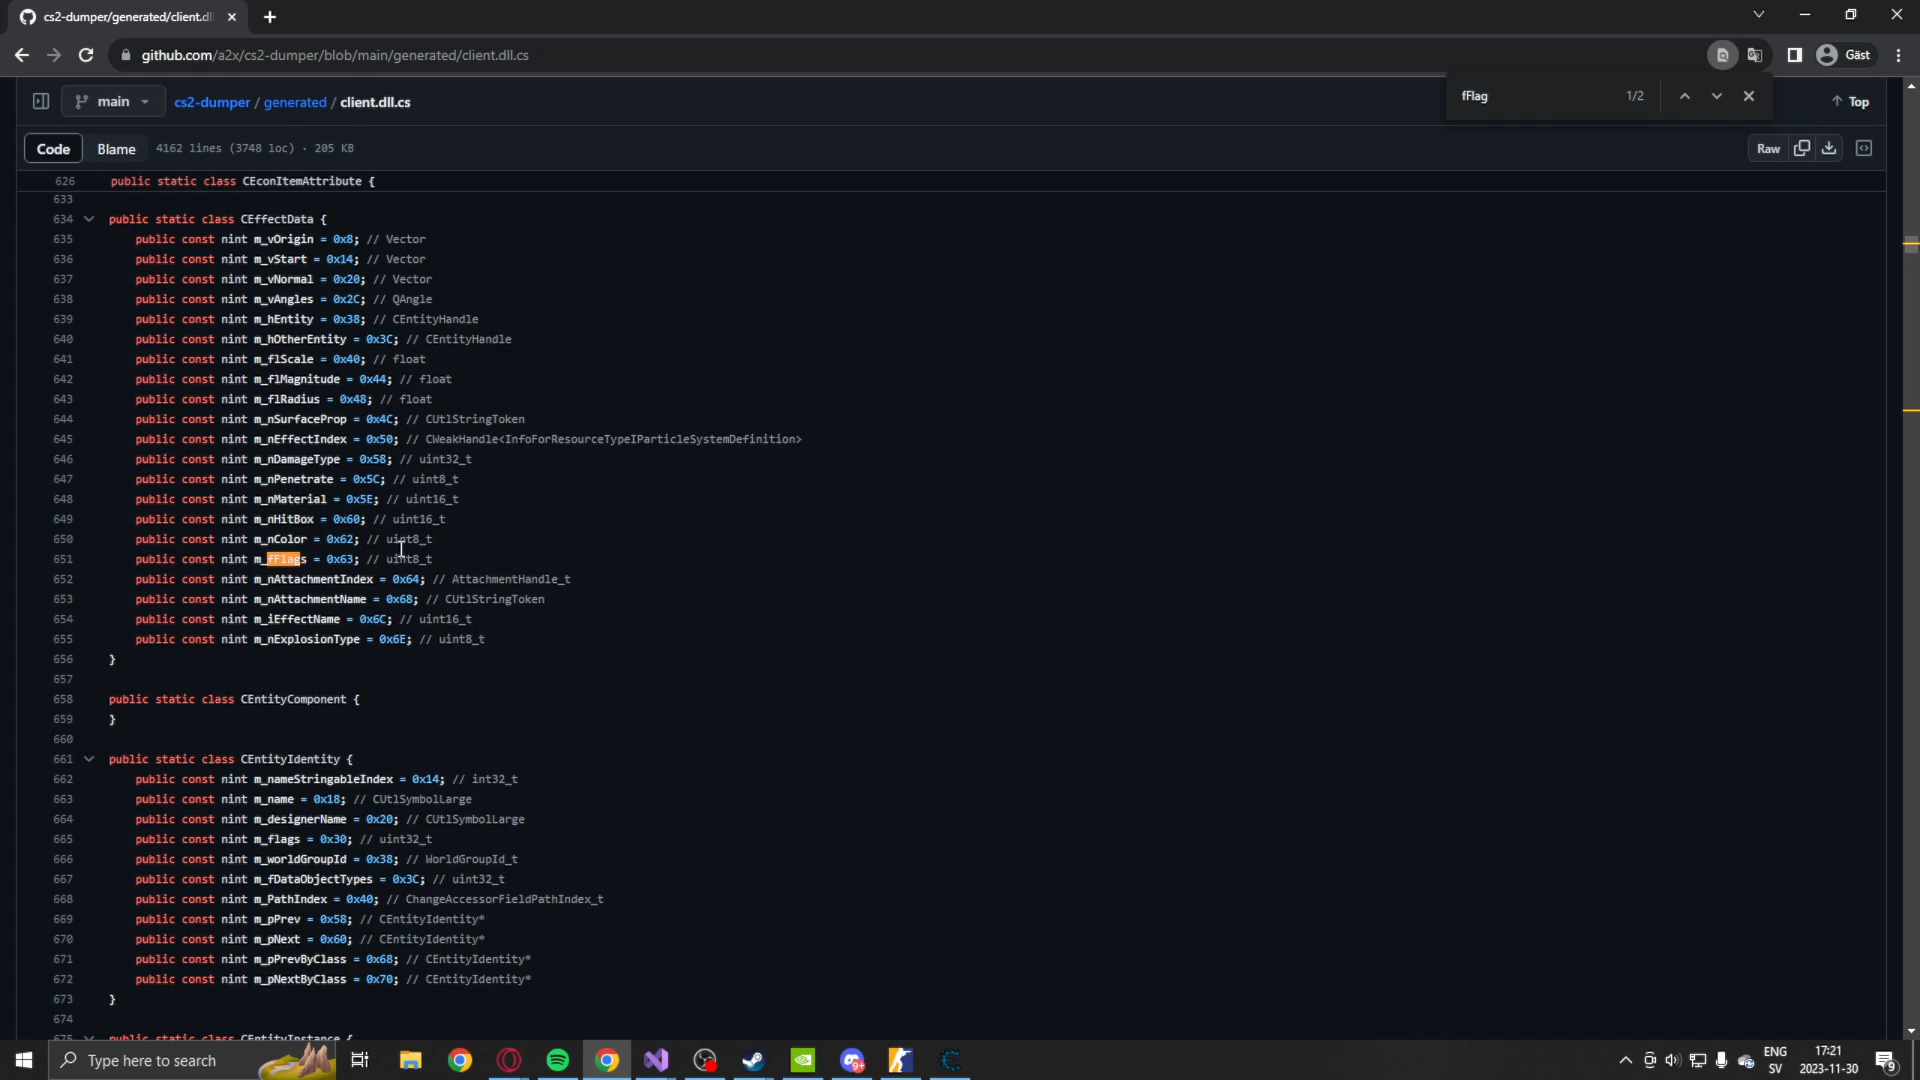 cs2-dumper/generated/client.dl
github.com/a2x/cs2-dumper/blob/main/generated/client.dll.cs
Gäst
fFlag
1/2
main
cs2-dumper / generated / client.dll.cs
Top
Code
Blame
4162 lines (3748 loc) · 205 KB
Raw
626 public static class CEconItemAttribute {
633
634 public static class CEffectData {
635 public const nint m_vOrigin = 0x8; // Vector
636 public const nint m_vStart = 0x14; // Vector
637 public const nint m_vNormal = 0x20; // Vector
638 public const nint m_vAngles = 0x2C; // QAngle
639 public const nint m_hEntity = 0x38; // CEntityHandle
640 public const nint m_hOtherEntity = 0x3C; // CEntityHandle
641 public const nint m_flScale = 0x40; // float
642 public const nint m_flMagnitude = 0x44; // float
643 public const nint m_flRadius = 0x48; // float
644 public const nint m_nSurfaceProp = 0x4C; // CUtlStringToken
645 public const nint m_nEffectIndex = 0x50; // CWeakHandle<InfoForResourceTypeIParticleSystemDefinition>
646 public const nint m_nDamageType = 0x58; // uint32_t
647 public const nint m_nPenetrate = 0x5C; // uint8_t
648 public const nint m_nMaterial = 0x5E; // uint16_t
649 public const nint m_nHitBox = 0x60; // uint16_t
650 public const nint m_nColor = 0x62; // uint8_t
651 public const nint m_fFlags = 0x63; // uint8_t
652 public const nint m_nAttachmentIndex = 0x64; // AttachmentHandle_t
653 public const nint m_nAttachmentName = 0x68; // CUtlStringToken
654 public const nint m_iEffectName = 0x6C; // uint16_t
655 public const nint m_nExplosionType = 0x6E; // uint8_t
656 }
657
658 public static class CEntityComponent {
659 }
660
661 public static class CEntityIdentity {
662 public const nint m_nameStringableIndex = 0x14; // int32_t
663 public const nint m_name = 0x18; // CUtlSymbolLarge
664 public const nint m_designerName = 0x20; // CUtlSymbolLarge
665 public const nint m_flags = 0x30; // uint32_t
666 public const nint m_worldGroupId = 0x38; // WorldGroupId_t
667 public const nint m_fDataObjectTypes = 0x3C; // uint32_t
668 public const nint m_PathIndex = 0x40; // ChangeAccessorFieldPathIndex_t
669 public const nint m_pPrev = 0x58; // CEntityIdentity*
670 public const nint m_pNext = 0x60; // CEntityIdentity*
671 public const nint m_pPrevByClass = 0x68; // CEntityIdentity*
672 public const nint m_pNextByClass = 0x70; // CEntityIdentity*
673 }
674
675 public static class CEntityInstance {
Type here to search
9+
ENG
SV
17:21
2023-11-30
9